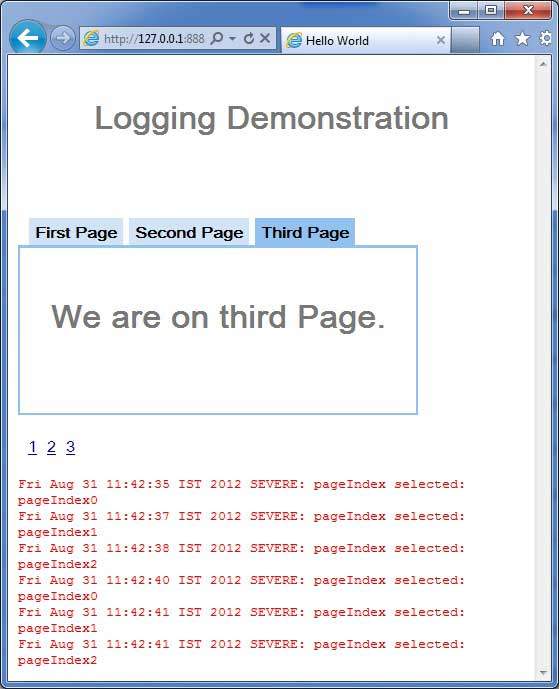 http://127.0.0.1:888
Hello World
Logging Demonstration
First Page Second Page Third Page
We are on third Page.
1 2 3
Fri Aug 31 11:42:35 IST 2012 SEVERE: pageIndex selected:
pageIndex0
Fri Aug 31 11:42:37 IST 2012 SEVERE: pageIndex selected:
pageIndex1
Fri Aug 31 11:42:38 IST 2012 SEVERE: pageIndex selected:
pageIndex2
Fri Aug 31 11:42:40 IST 2012 SEVERE: pageIndex selected:
pageIndex0
Fri Aug 31 11:42:41 IST 2012 SEVERE: pageIndex selected:
pageIndex1
Fri Aug 31 11:42:41 IST 2012 SEVERE: pageIndex selected:
pageIndex2